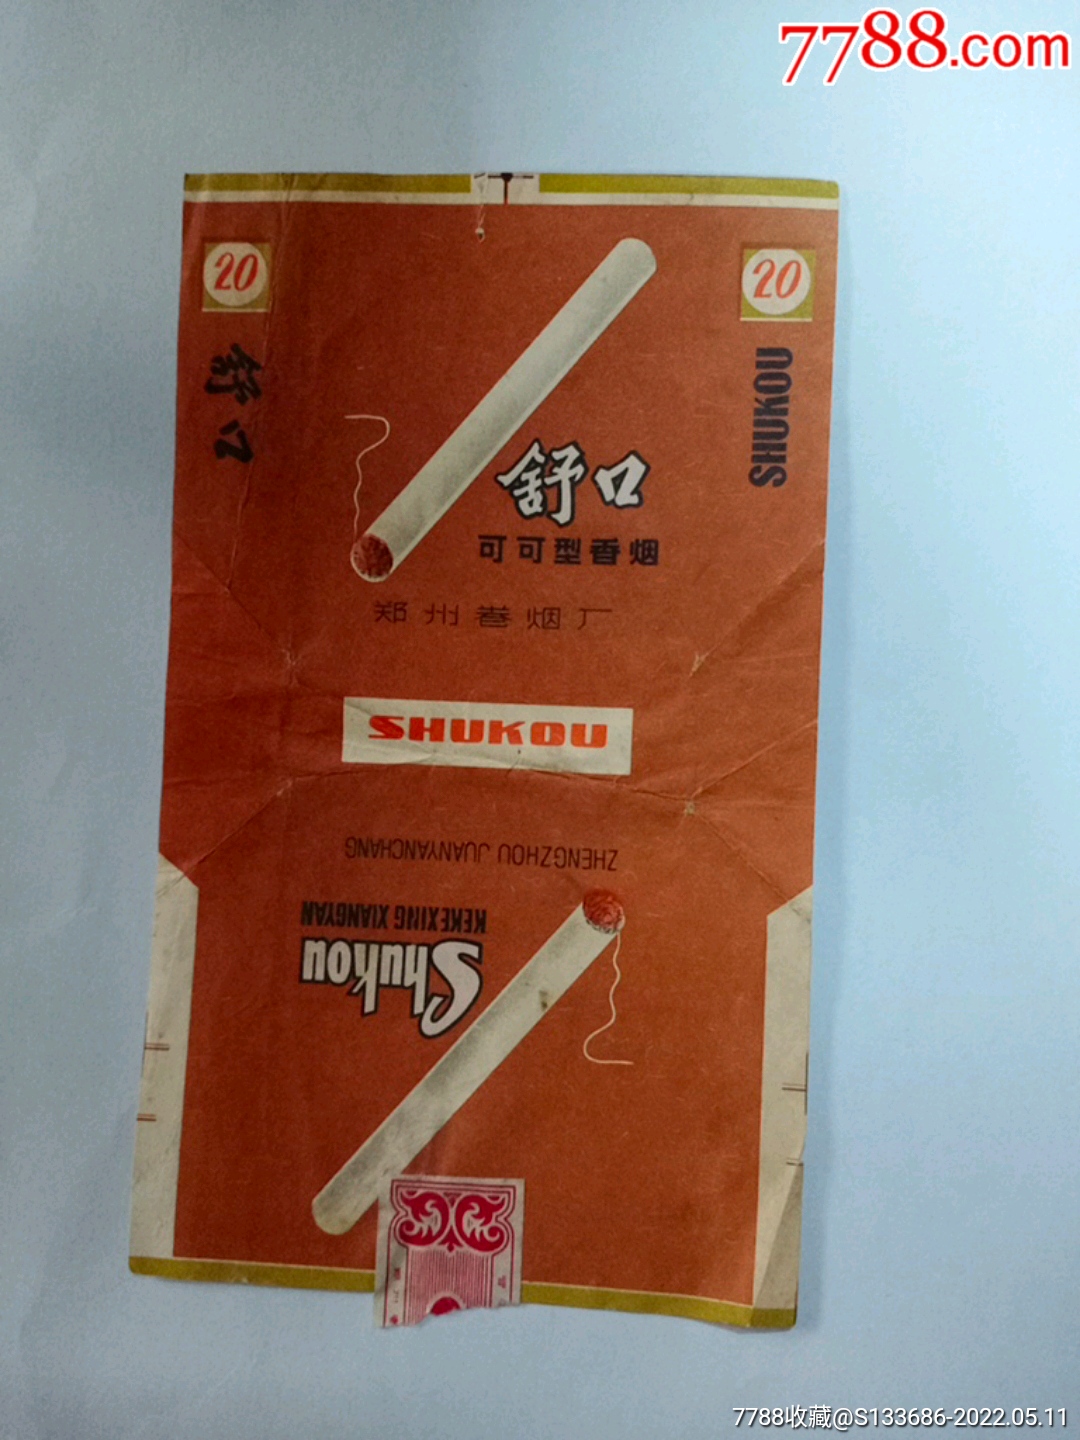 7788.com
20
20
舒口
SHUKOU
舒口
可可型香烟
郑州卷烟厂
SHUKOU
ZHENGZHOU JUANYANCHANG
KEKEXING XIANGYAN
Shukou
7788收藏@S133686-2022.05.11